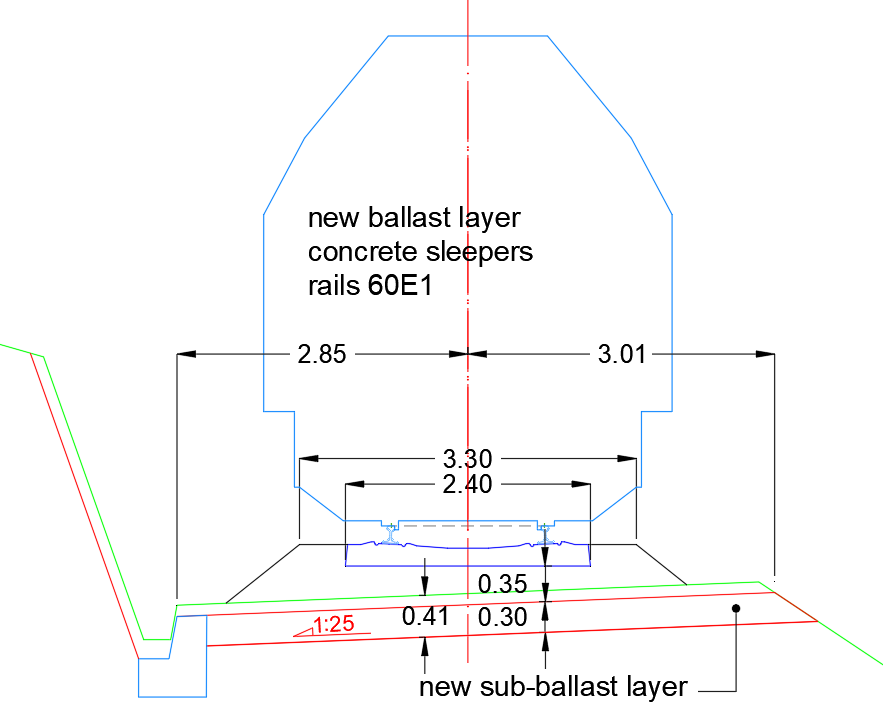 new ballast layer
concrete sleepers
rails 60E1
2.85
3.01
3.30
2.40
0.35
0.41
0.30
1:25
new sub-ballast layer